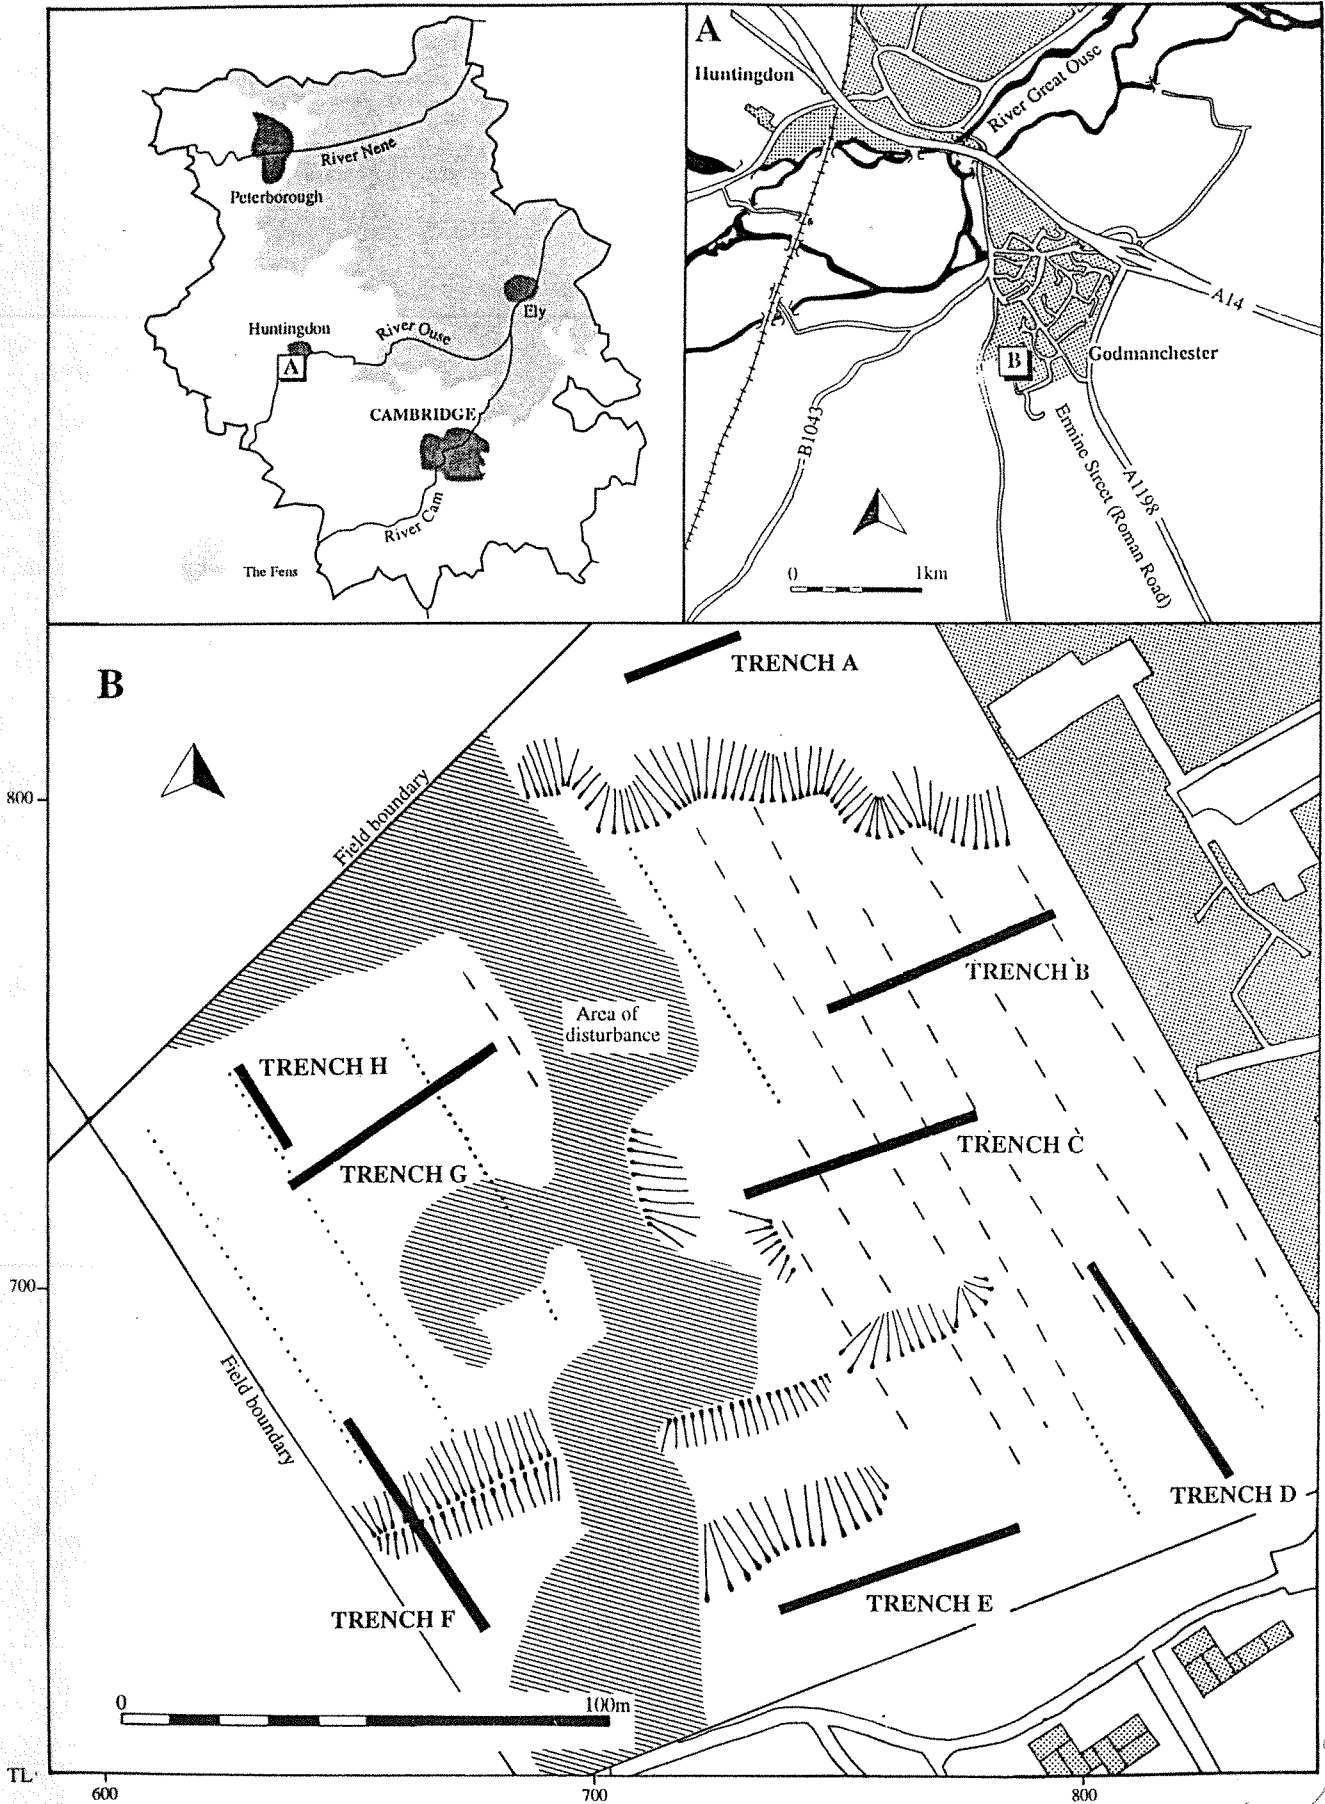 River Nene
Peterborough
Ely
Huntingdon
River Ouse
A
CAMBRIDGE
River Cam
The Fens
A
Huntingdon
River Great Ouse
A14
Godmanchester
B
B1043
Ermine Street (Roman Road)
A1198
0 1km
B
TRENCH A
800
Field boundary
TRENCH B
Area of
disturbance
TRENCH H
TRENCH C
TRENCH G
700
Field boundary
TRENCH D
TRENCH E
TRENCH F
0 100m
TL
600 700 800